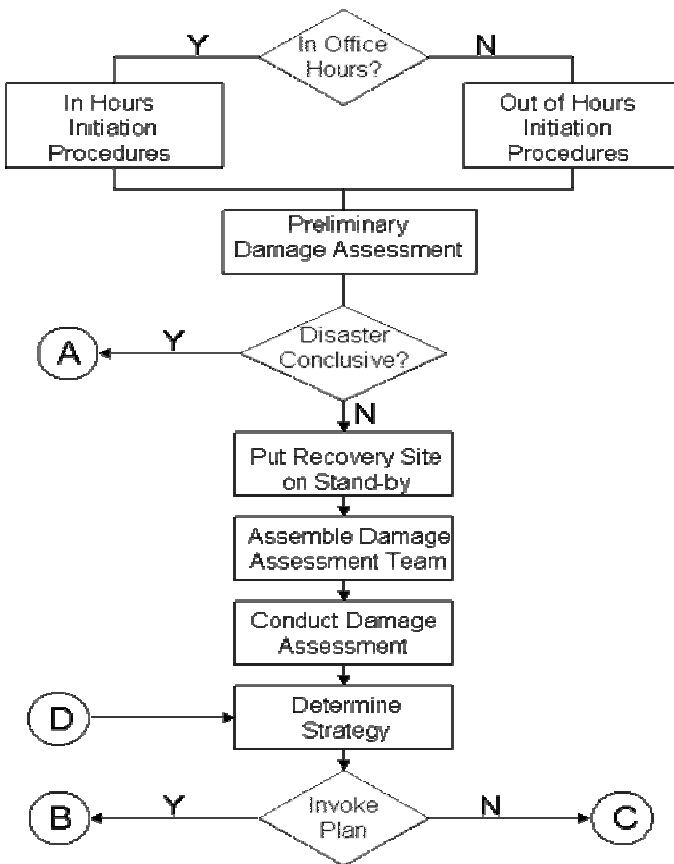 In Office
Hours?
Y
N
In Hours
Initiation
Procedures
Out of Hours
Initiation
Procedures
Preliminary
Damage Assessment
Disaster
Conclusive?
Y
A
N
Put Recovery Site
on Stand-by
Assemble Damage
Assessment Team
Conduct Damage
Assessment
D
Determine
Strategy
Invoke
Plan
Y
B
N
C